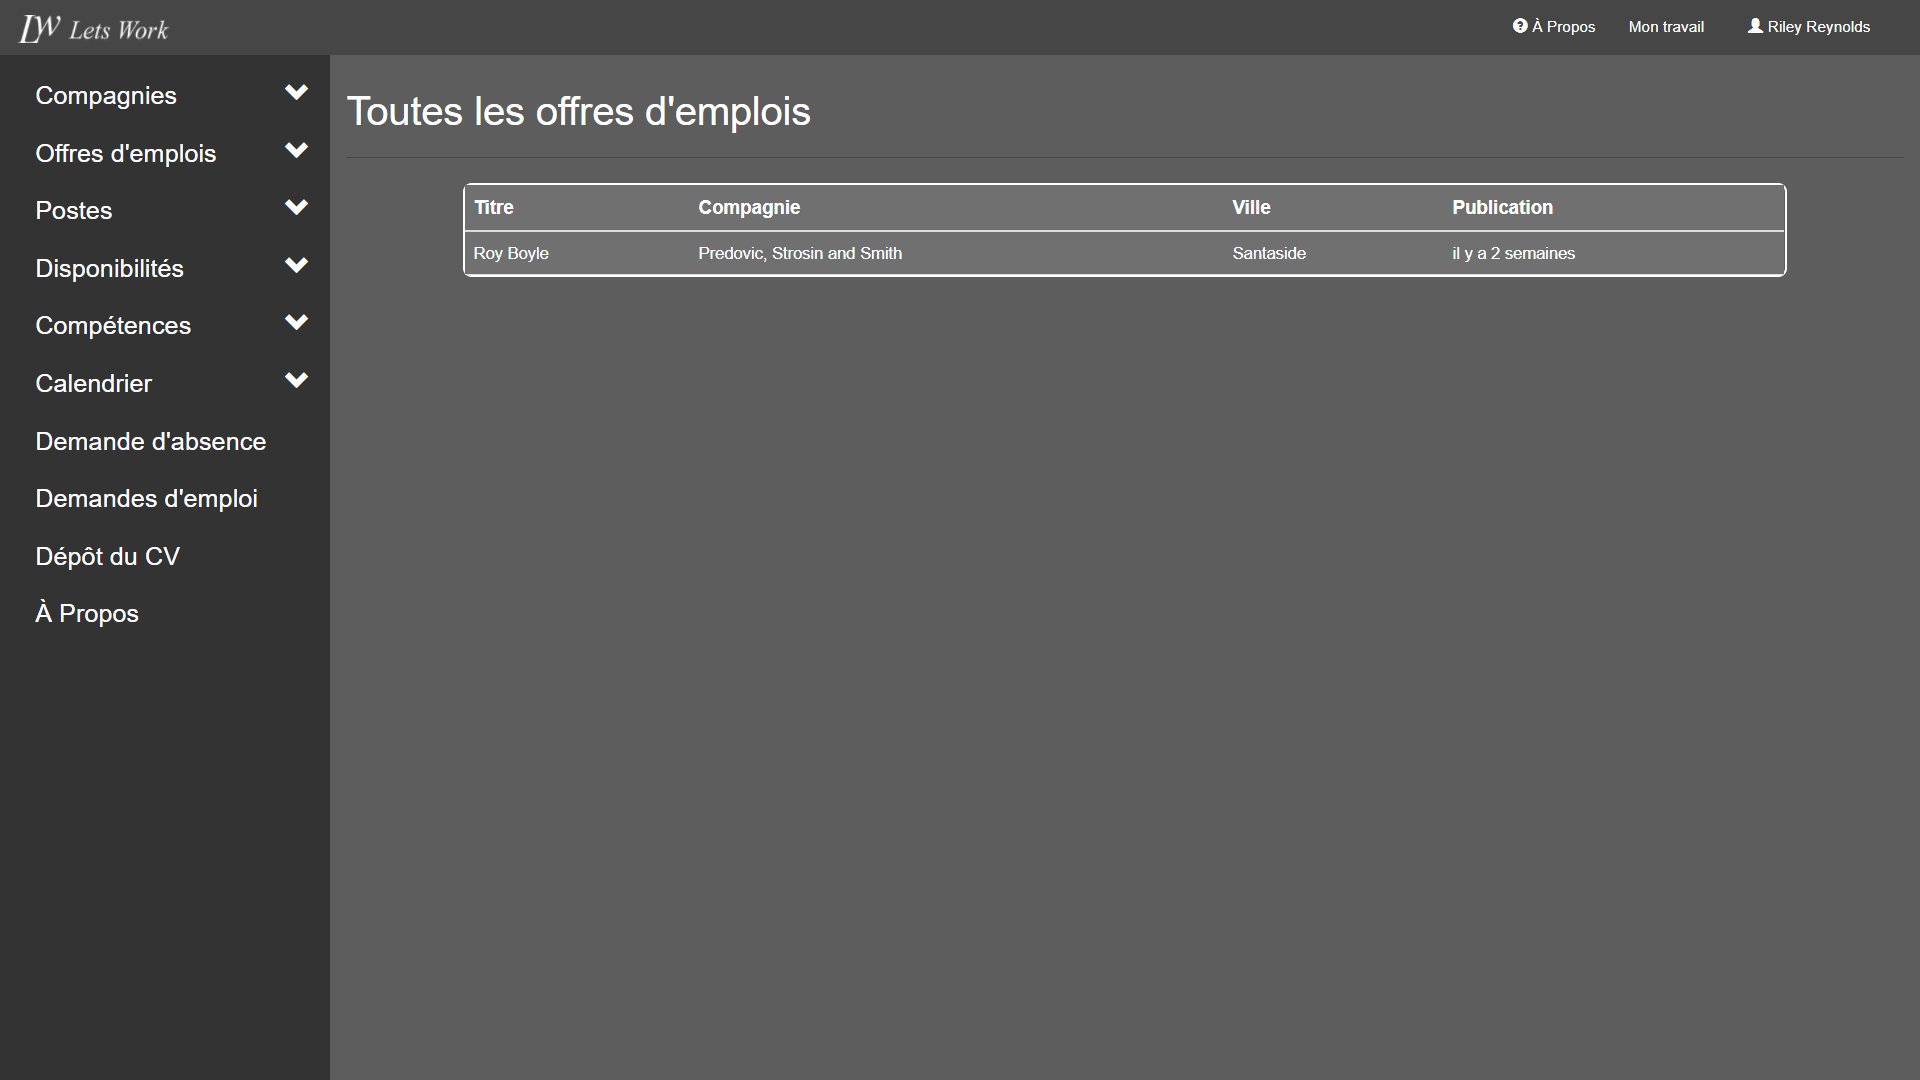 LW Lets Work
À Propos
Mon travail
Riley Reynolds
Compagnies
Offres d'emplois
Postes
Disponibilités
Compétences
Calendrier
Demande d'absence
Demandes d'emploi
Dépôt du CV
À Propos
Toutes les offres d'emplois
Titre Compagnie Ville Publication
Roy Boyle Predovic, Strosin and Smith Santaside il y a 2 semaines